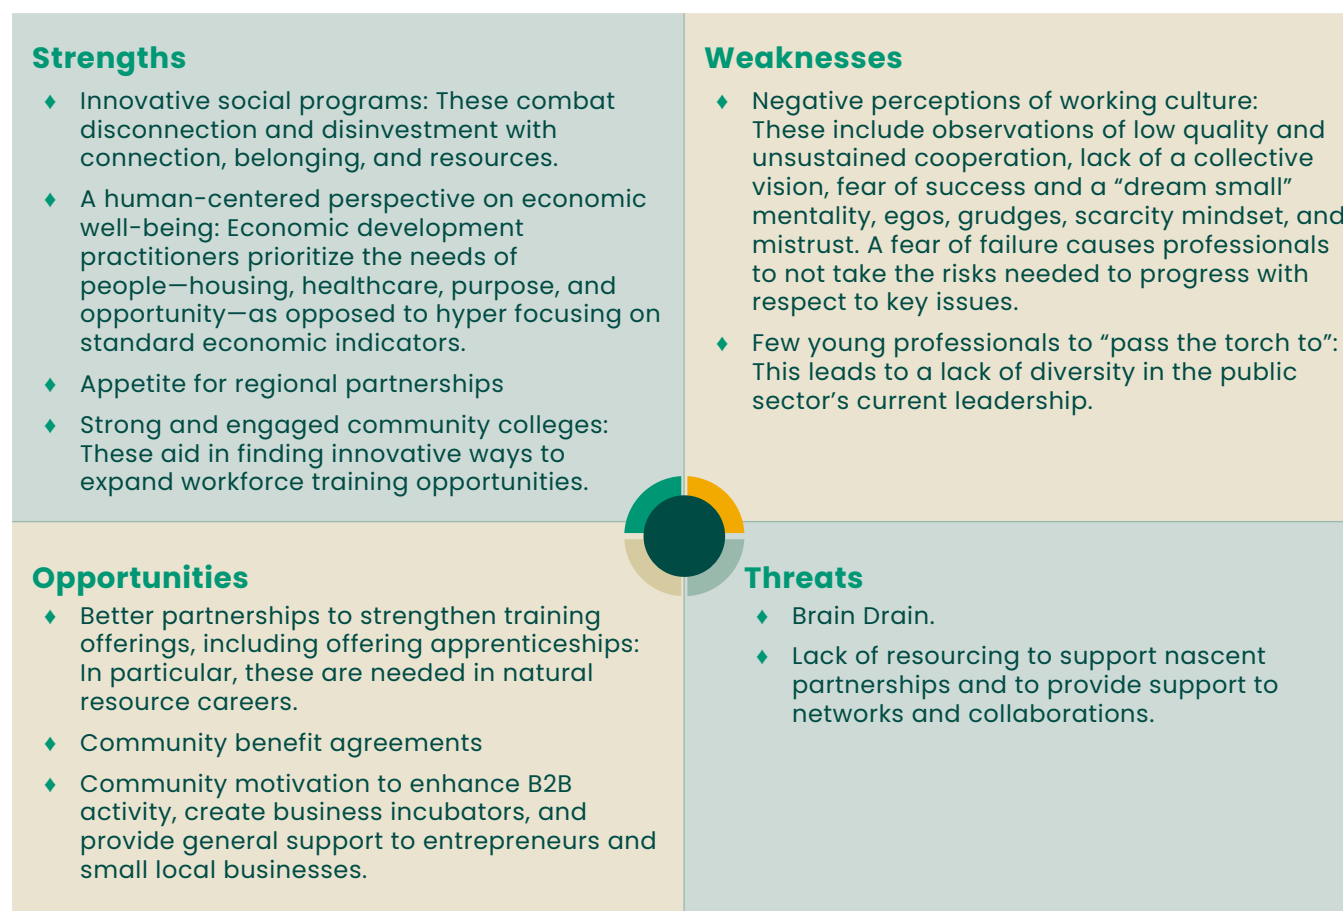 Strengths
♦ Innovative social programs: These combat
disconnection and disinvestment with
connection, belonging, and resources.
♦ A human-centered perspective on economic
well-being: Economic development
practitioners prioritize the needs of
people—housing, healthcare, purpose, and
opportunity—as opposed to hyper focusing on
standard economic indicators.
♦ Appetite for regional partnerships
♦ Strong and engaged community colleges:
These aid in finding innovative ways to
expand workforce training opportunities.
Weaknesses
♦ Negative perceptions of working culture:
These include observations of low quality and
unsustained cooperation, lack of a collective
vision, fear of success and a “dream small”
mentality, egos, grudges, scarcity mindset, and
mistrust. A fear of failure causes professionals
to not take the risks needed to progress with
respect to key issues.
♦ Few young professionals to “pass the torch to”:
This leads to a lack of diversity in the public
sector’s current leadership.
Opportunities
♦ Better partnerships to strengthen training
offerings, including offering apprenticeships:
In particular, these are needed in natural
resource careers.
♦ Community benefit agreements
♦ Community motivation to enhance B2B
activity, create business incubators, and
provide general support to entrepreneurs and
small local businesses.
Threats
♦ Brain Drain.
♦ Lack of resourcing to support nascent
partnerships and to provide support to
networks and collaborations.